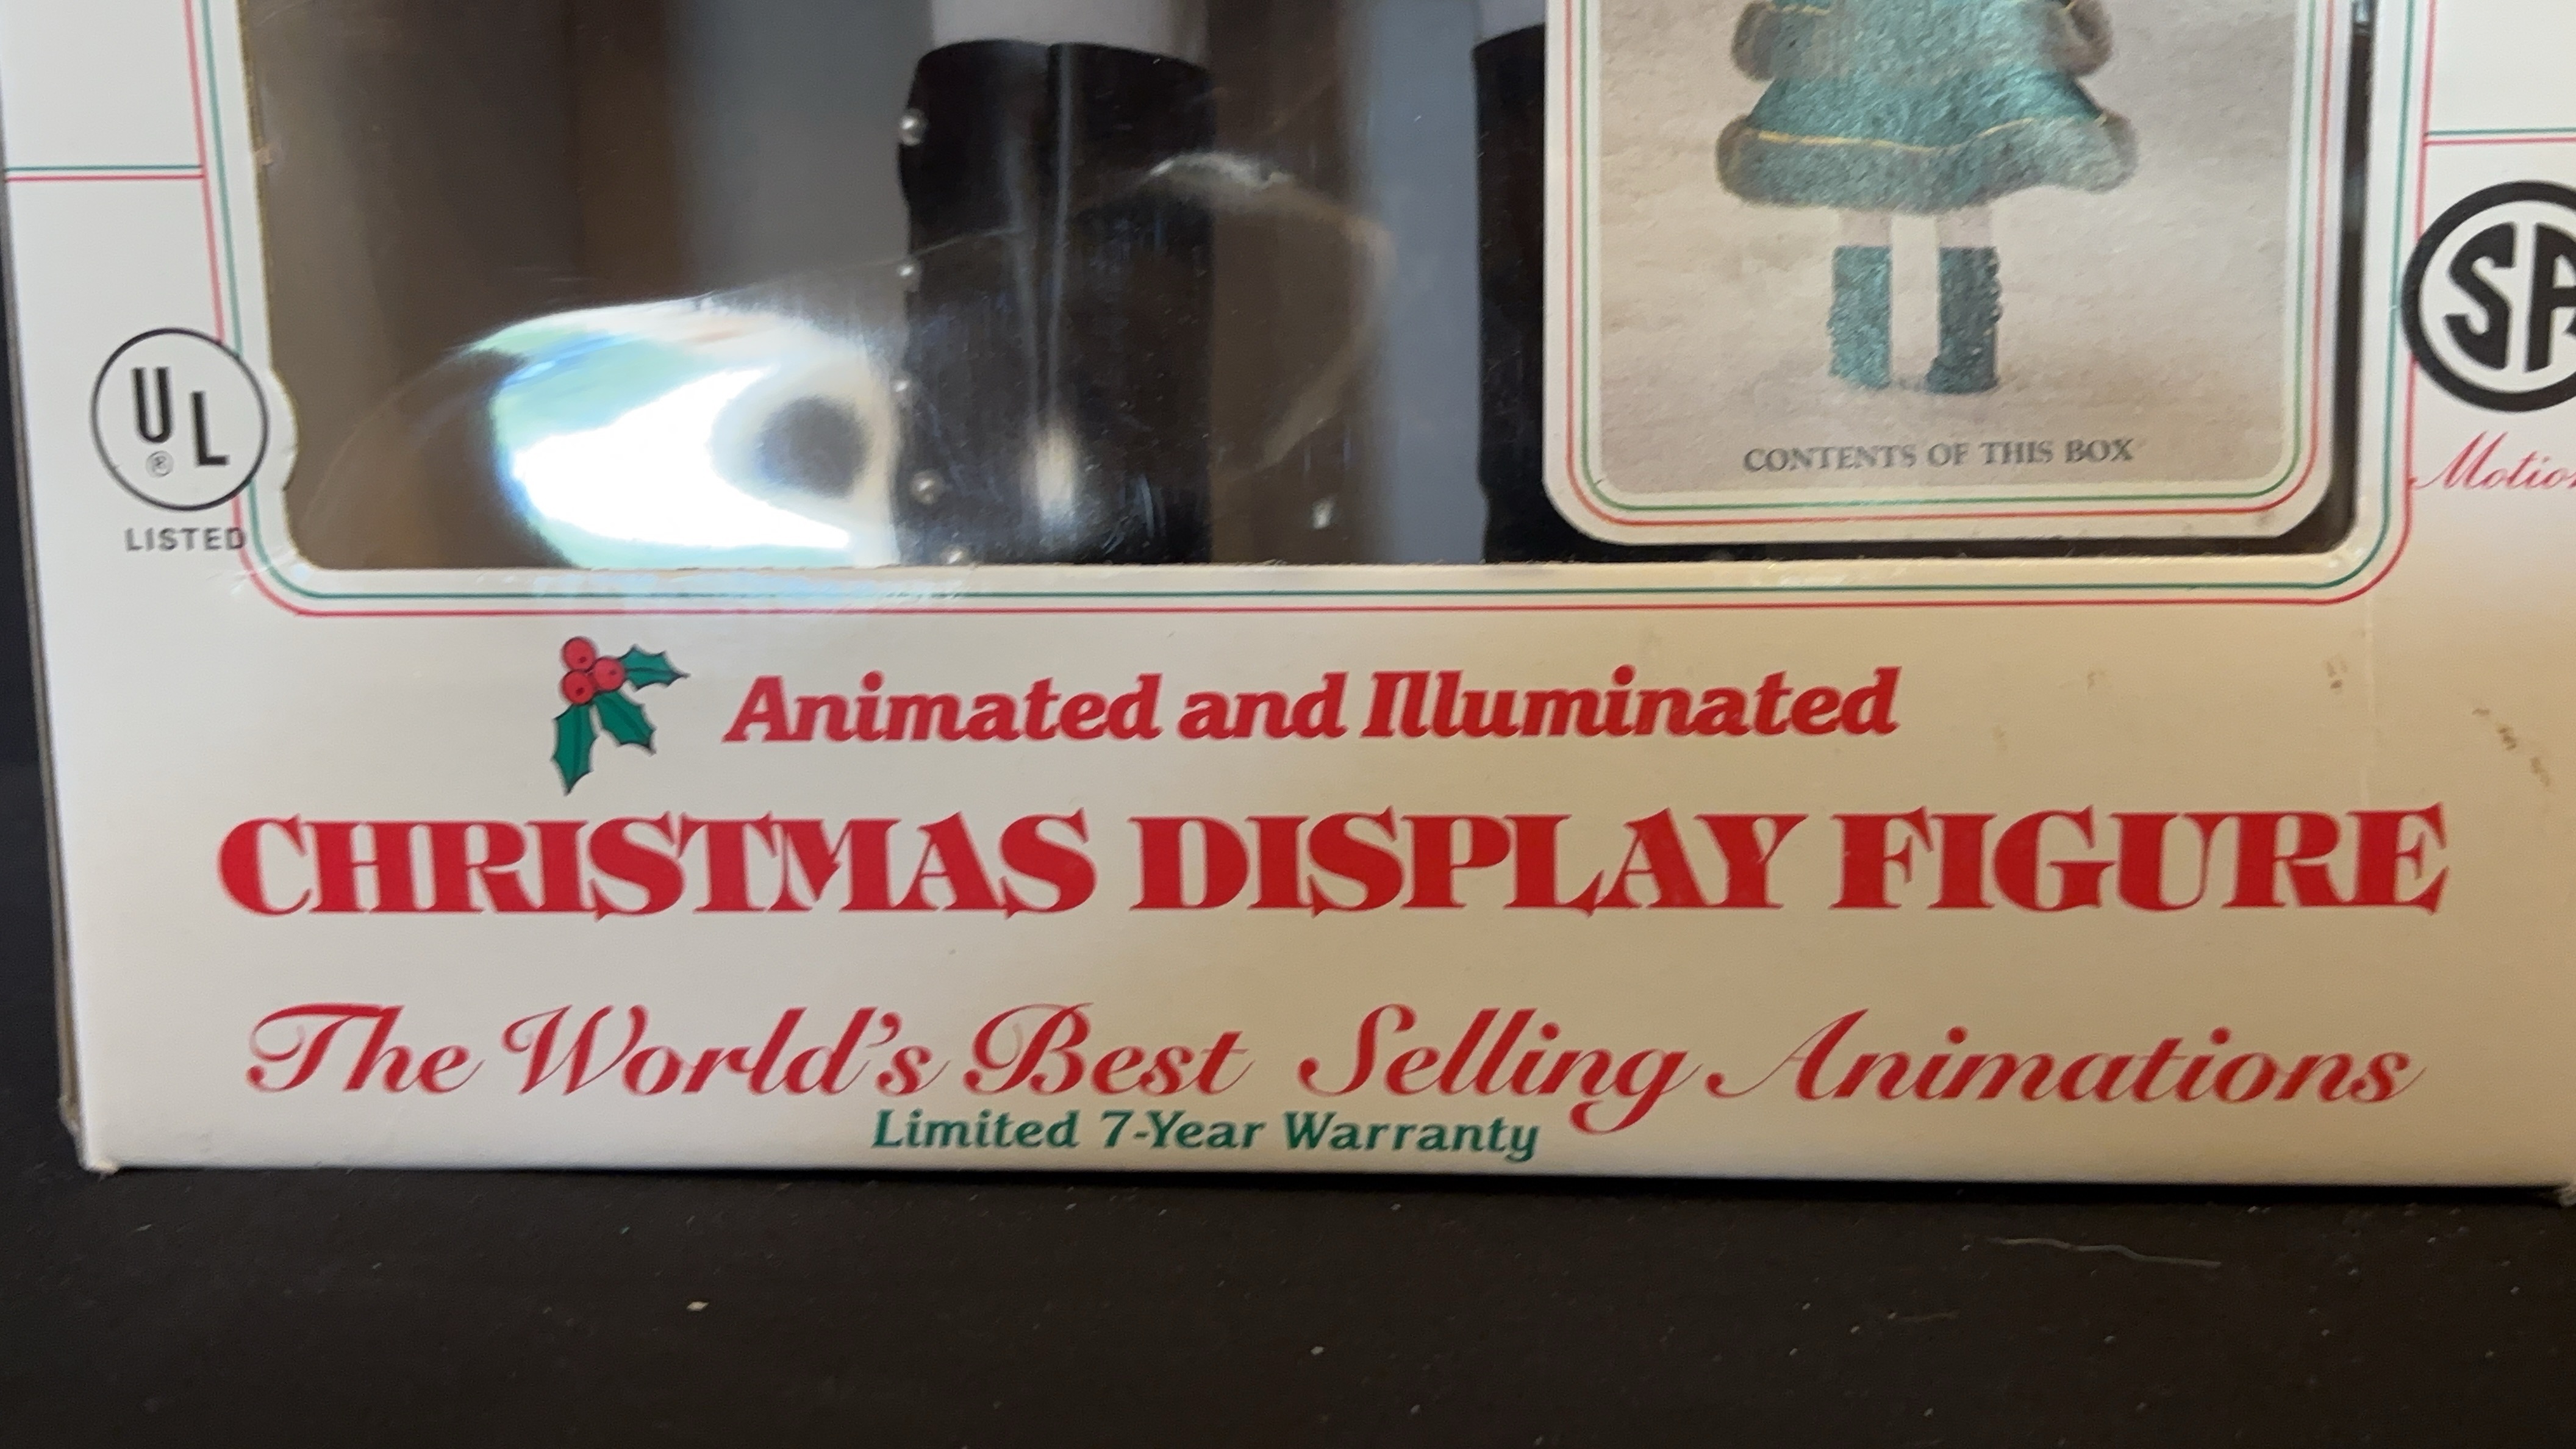 UL
®
LISTED
CONTENTS OF THIS BOX
SA
Animated and Illuminated
CHRISTMAS DISPLAY FIGURE
The World's Best Selling Animations
Limited 7-Year Warranty